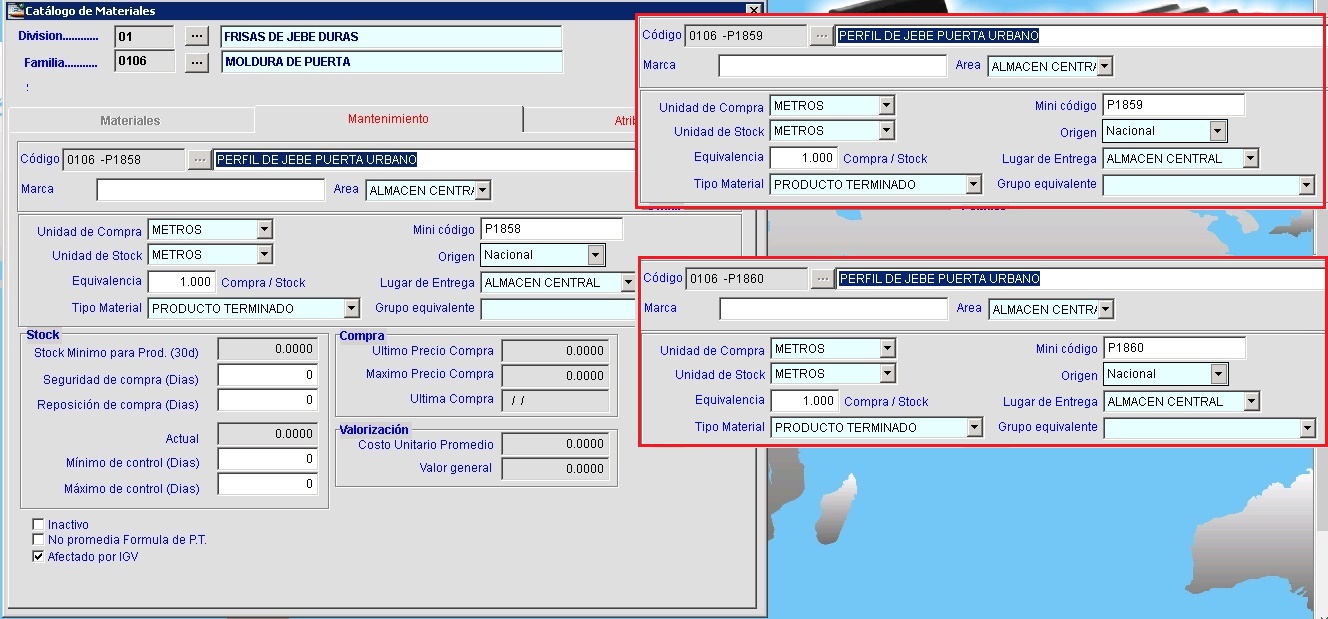 Catálogo de Materiales
Division............ 01 ... FRISAS DE JEBE DURAS
Familia........... 0106 ... MOLDURA DE PUERTA
Materiales Mantenimiento Atrib
Código 0106 -P1858 ... PERFIL DE JEBE PUERTA URBANO
Marca Area ALMACEN CENTRA
Unidad de Compra METROS Mini código P1858
Unidad de Stock METROS Origen Nacional
Equivalencia 1.000 Compra / Stock Lugar de Entrega ALMACEN CENTRAL
Tipo Material PRODUCTO TERMINADO Grupo equivalente
Stock
Stock Minimo para Prod. (30d) 0.0000
Seguridad de compra (Dias) 0
Reposición de compra (Dias) 0
Actual 0.0000
Mínimo de control (Dias) 0
Máximo de control (Dias) 0
Compra
Ultimo Precio Compra 0.0000
Maximo Precio Compra 0.0000
Ultima Compra / /
Valorización
Costo Unitario Promedio 0.0000
Valor general 0.0000
Inactivo
No promedia Formula de P.T.
Afectado por IGV
Código 0106 -P1859 ... PERFIL DE JEBE PUERTA URBANO
Marca Area ALMACEN CENTRA
Unidad de Compra METROS Mini código P1859
Unidad de Stock METROS Origen Nacional
Equivalencia 1.000 Compra / Stock Lugar de Entrega ALMACEN CENTRAL
Tipo Material PRODUCTO TERMINADO Grupo equivalente
Código 0106 -P1860 ... PERFIL DE JEBE PUERTA URBANO
Marca Area ALMACEN CENTRA
Unidad de Compra METROS Mini código P1860
Unidad de Stock METROS Origen Nacional
Equivalencia 1.000 Compra / Stock Lugar de Entrega ALMACEN CENTRAL
Tipo Material PRODUCTO TERMINADO Grupo equivalente